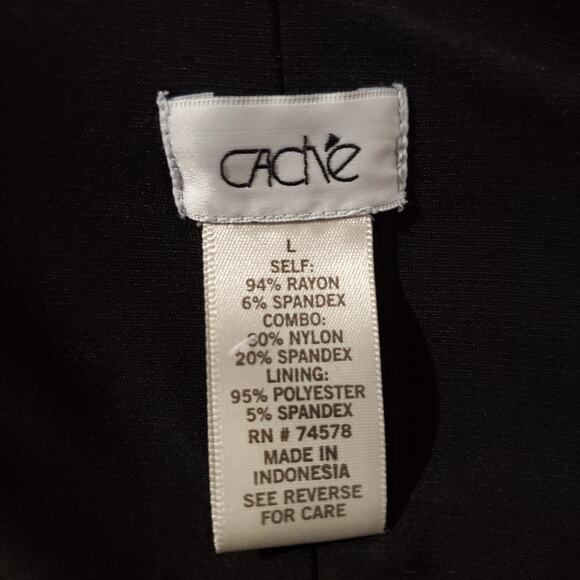 CACHÉ
L
SELF:
94% RAYON
6% SPANDEX
COMBO:
80% NYLON
20% SPANDEX
LINING:
95% POLYESTER
5% SPANDEX
RN # 74578
MADE IN
INDONESIA
SEE REVERSE
FOR CARE